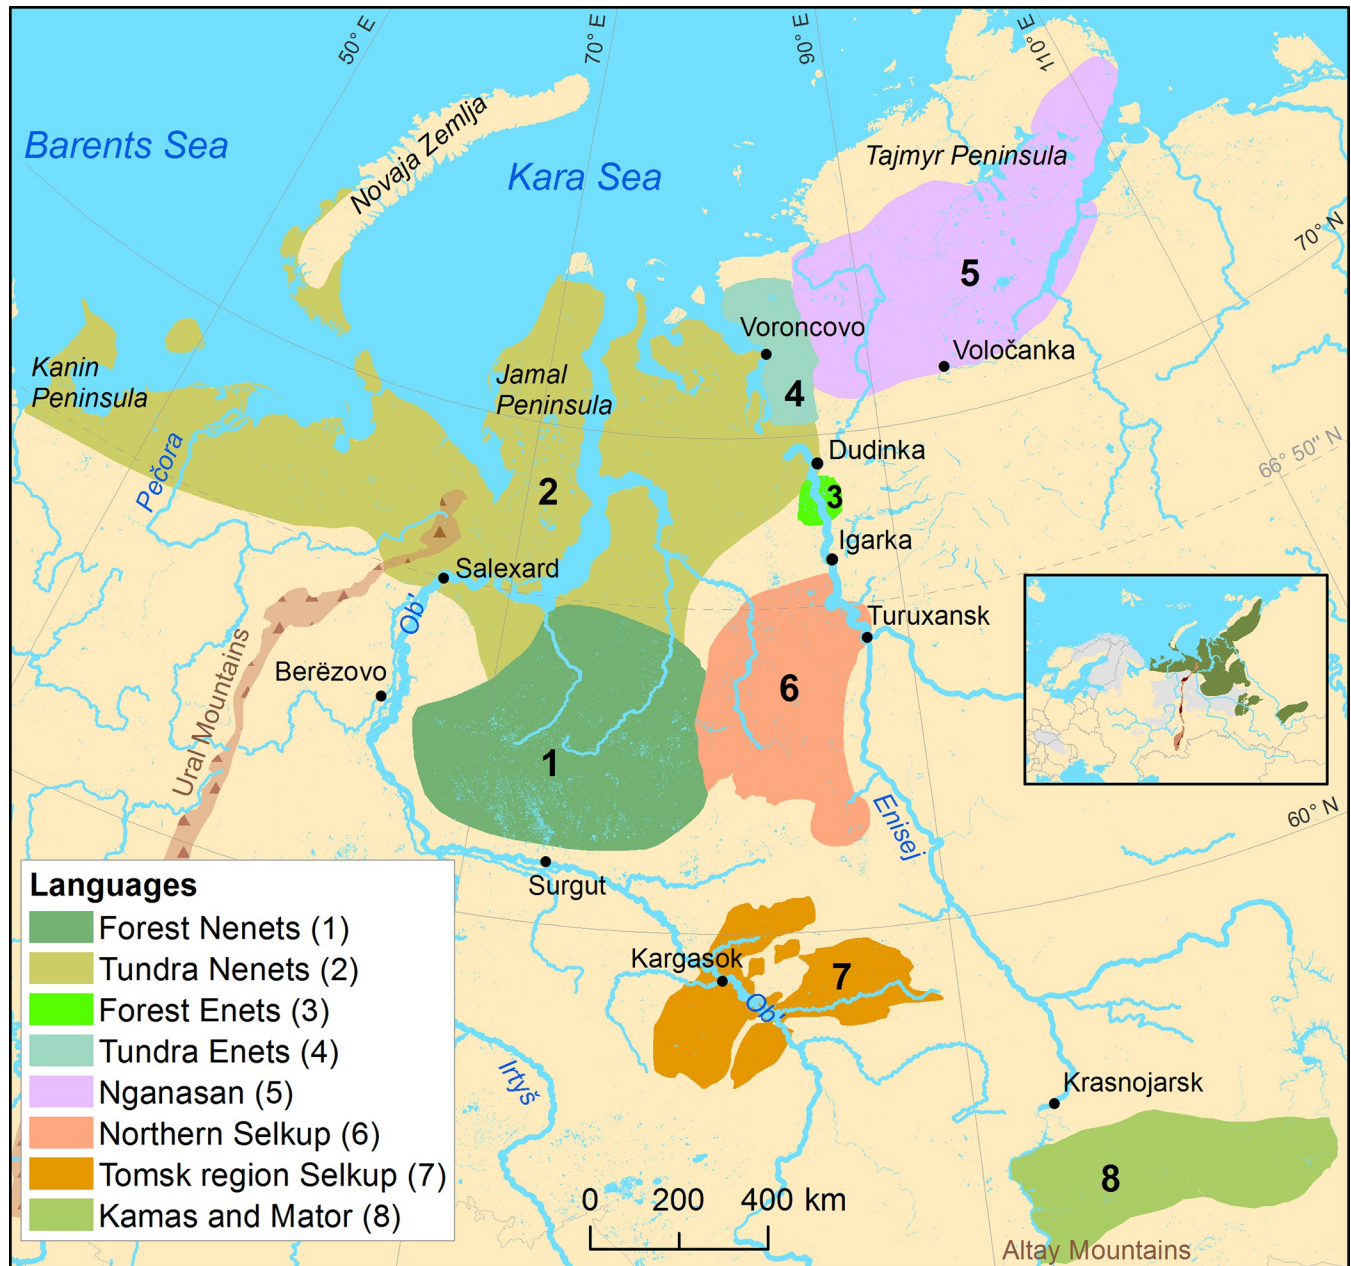 50° E
70° E
90° E
110° E
Barents Sea
Novaja Zemlja
Kara Sea
Tajmyr Peninsula
70° N
5
Voroncovo
Voločanka
Kanin
Peninsula
Jamal
Peninsula
4
Pečora
Dudinka
66° 50" N
2
3
Igarka
Salexard
Ob'
Turuxansk
Ural Mountains
Berëzovo
6
1
Enisej
60° N
Surgut
Kargasok
7
Ob'
Irtyš
Krasnojarsk
8
Altay Mountains
0 200 400 km
Languages
Forest Nenets (1)
Tundra Nenets (2)
Forest Enets (3)
Tundra Enets (4)
Nganasan (5)
Northern Selkup (6)
Tomsk region Selkup (7)
Kamas and Mator (8)